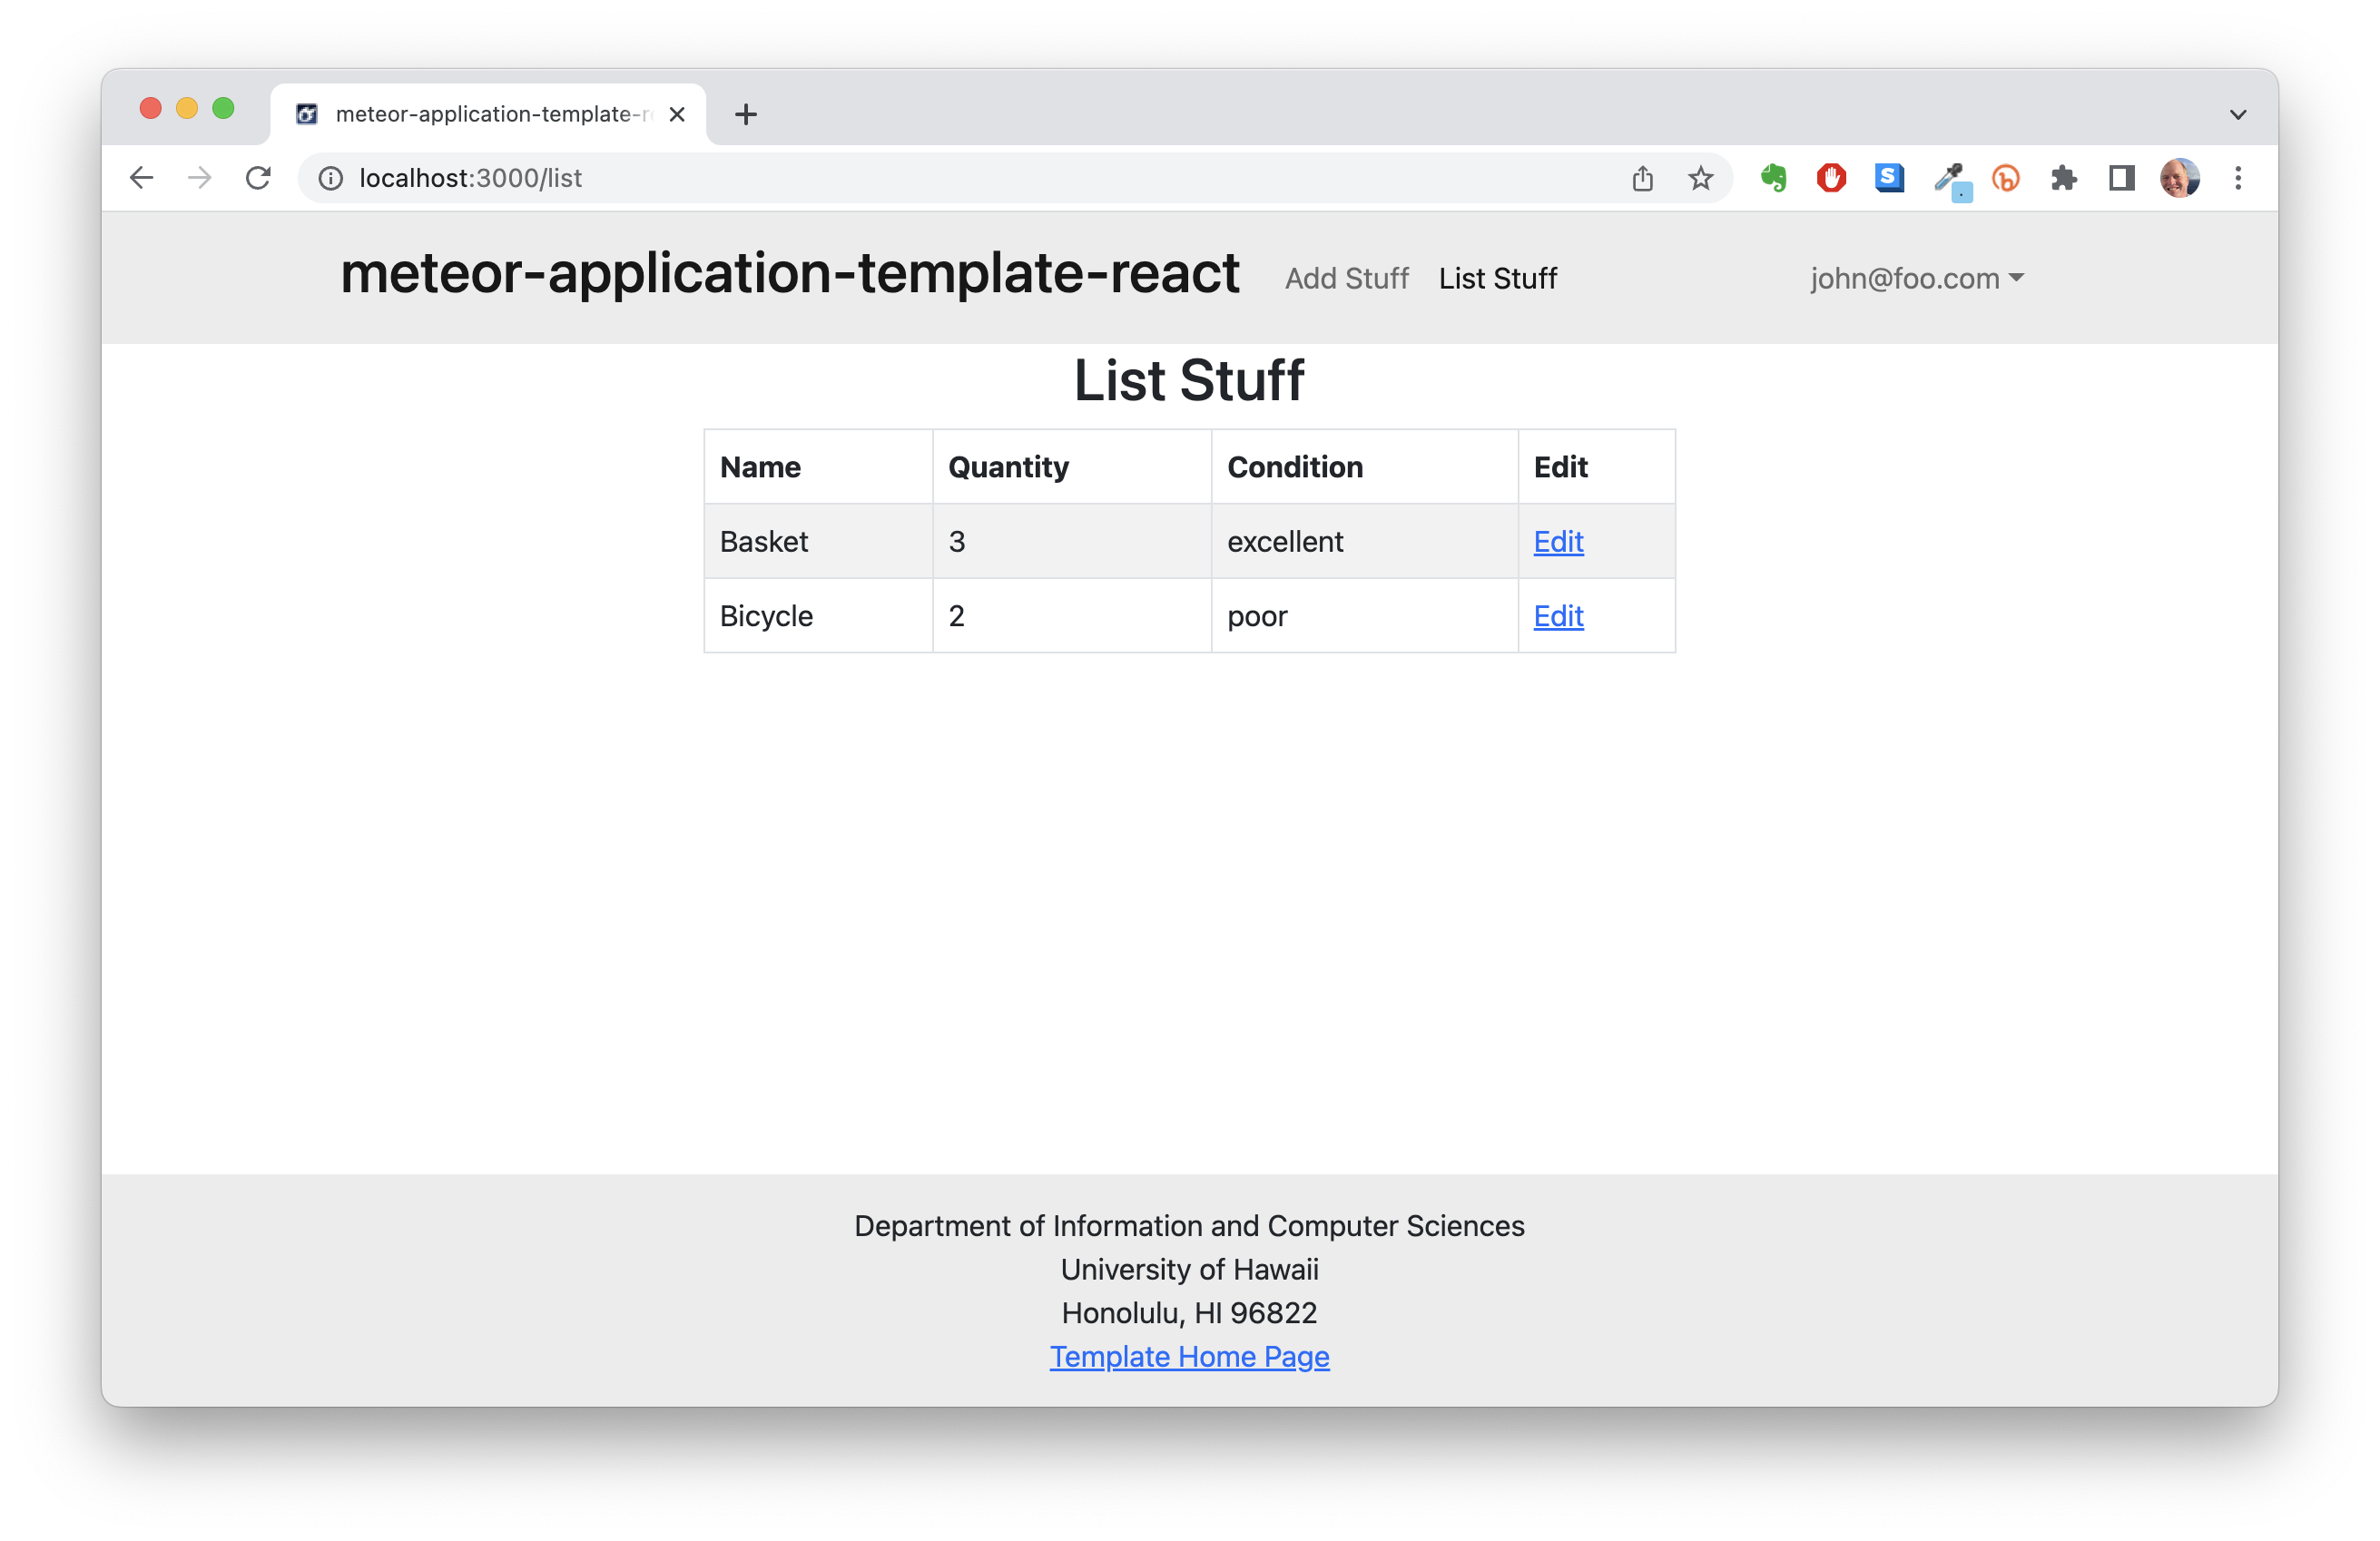 meteor-application-template-r
localhost:3000/list
meteor-application-template-react Add Stuff List Stuff john@foo.com
List Stuff
Name Quantity Condition Edit
Basket 3 excellent Edit
Bicycle 2 poor Edit
Department of Information and Computer Sciences
University of Hawaii
Honolulu, HI 96822
Template Home Page